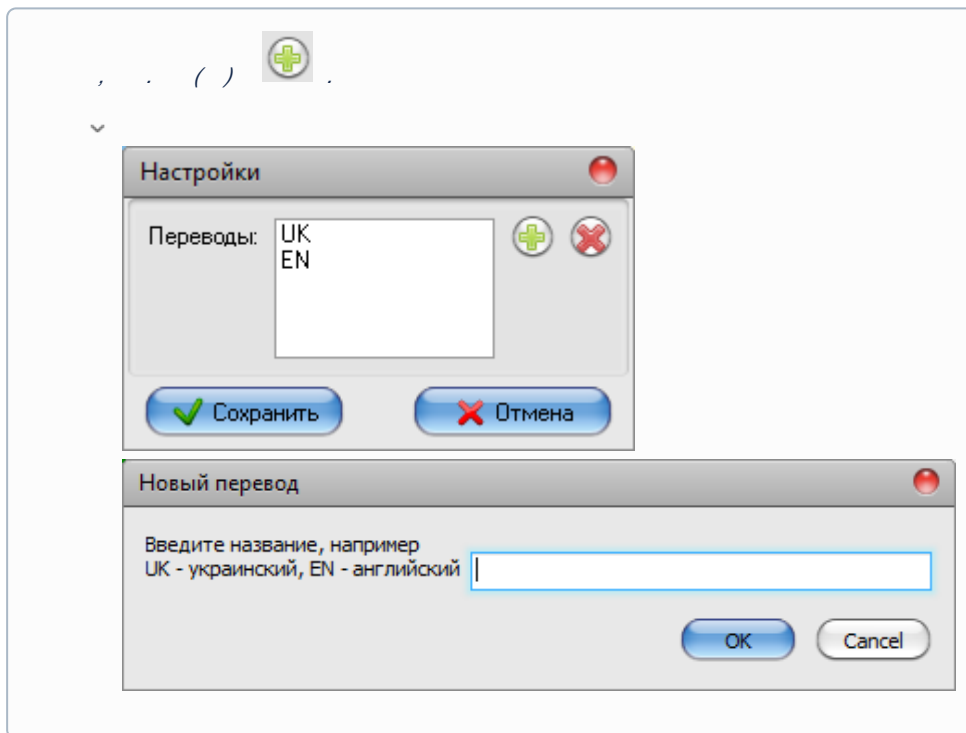 , . ( ) .
Настройки
Переводы:
UK
EN
Сохранить
Отмена
Новый перевод
Введите название, например
UK - украинский, EN - английский
OK
Cancel